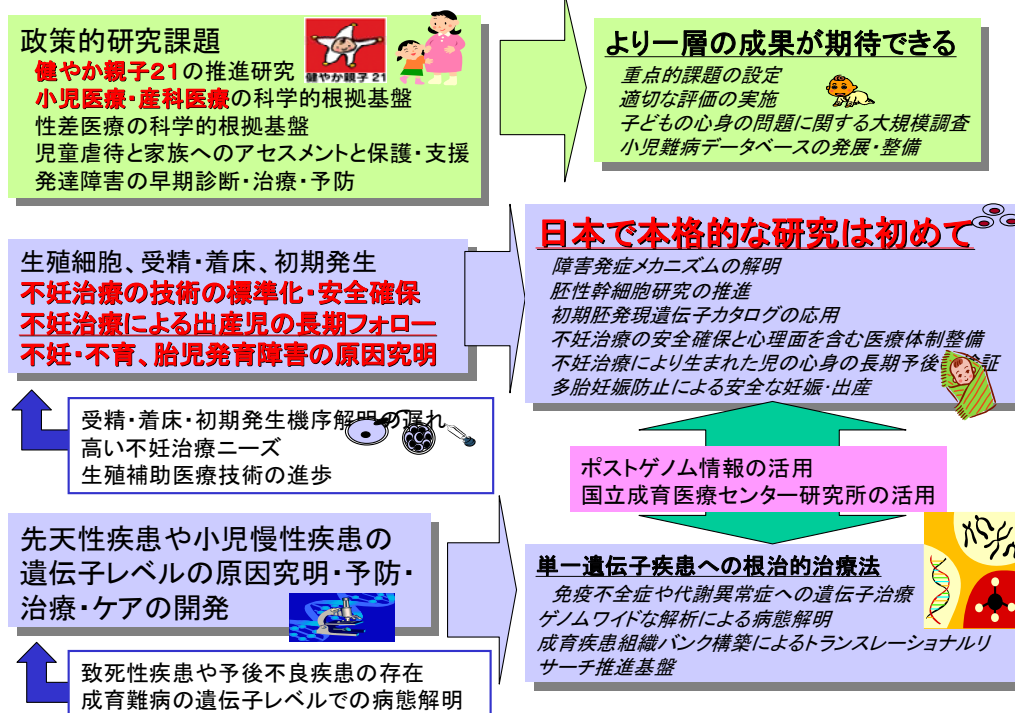 政策的研究課題
健やか親子21の推進研究
小児医療・産科医療の科学的根拠基盤
性差医療の科学的根拠基盤
児童虐待と家族へのアセスメントと保護・支援
発達障害の早期診断・治療・予防
健やか親子21
より一層の成果が期待できる
重点的課題の設定
適切な評価の実施
子どもの心身の問題に関する大規模調査
小児難病データベースの発展・整備
生殖細胞、受精・着床、初期発生
不妊治療の技術の標準化・安全確保
不妊治療による出産児の長期フォロー
不妊・不育、胎児発育障害の原因究明
日本で本格的な研究は初めて
障害発症メカニズムの解明
胚性幹細胞研究の推進
初期胚発現遺伝子カタログの応用
不妊治療の安全確保と心理面を含む医療体制整備
不妊治療により生まれた児の心身の長期予後 証
多胎妊娠防止による安全な妊娠・出産
受精・着床・初期発生機序解明の遅れ
高い不妊治療ニーズ
生殖補助医療技術の進歩
ポストゲノム情報の活用
国立成育医療センター研究所の活用
先天性疾患や小児慢性疾患の
遺伝子レベルの原因究明・予防・
治療・ケアの開発
単一遺伝子疾患への根治的治療法
免疫不全症や代謝異常症への遺伝子治療
ゲノムワイドな解析による病態解明
成育疾患組織バンク構築によるトランスレーショナルリ
サーチ推進基盤
致死性疾患や予後不良疾患の存在
成育難病の遺伝子レベルでの病態解明